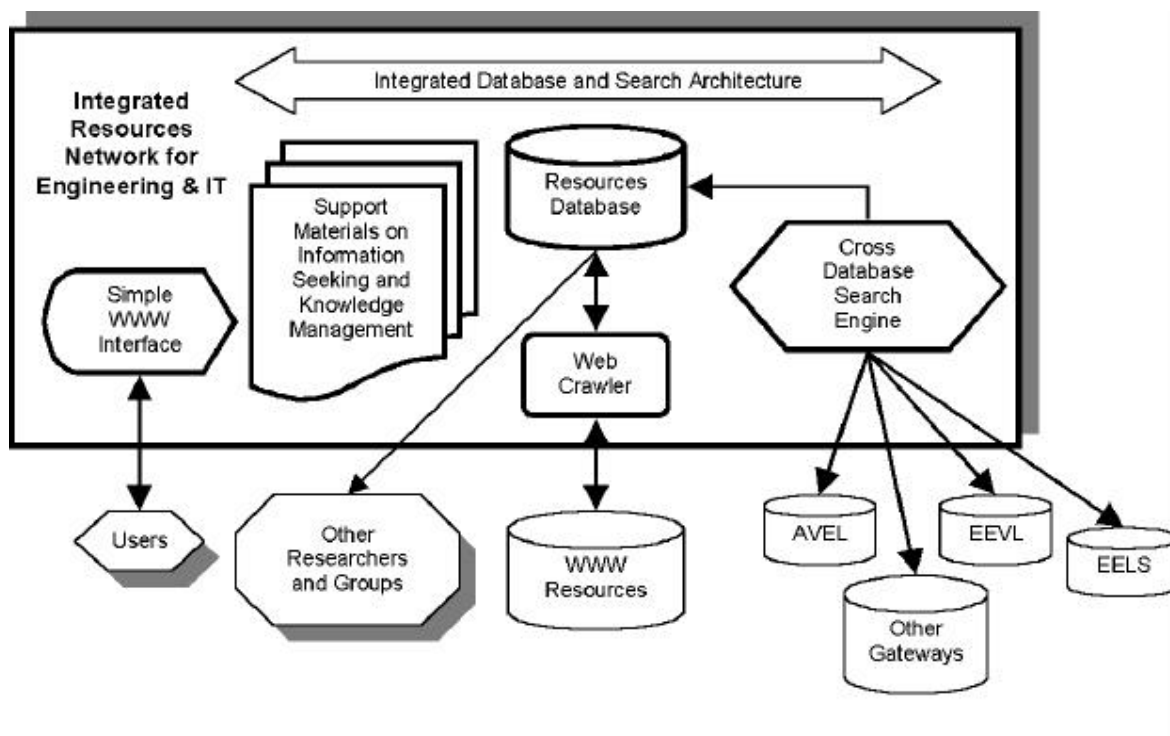 Integrated Database and Search Architecture
Integrated
Resources
Network for
Engineering & IT
Support
Materials on
Information
Seeking and
Knowledge
Management
Resources
Database
Cross
Database
Search
Engine
Simple
WWW
Interface
Web
Crawler
Users
Other
Researchers
and Groups
WWW
Resources
AVEL
EEVL
EELS
Other
Gateways